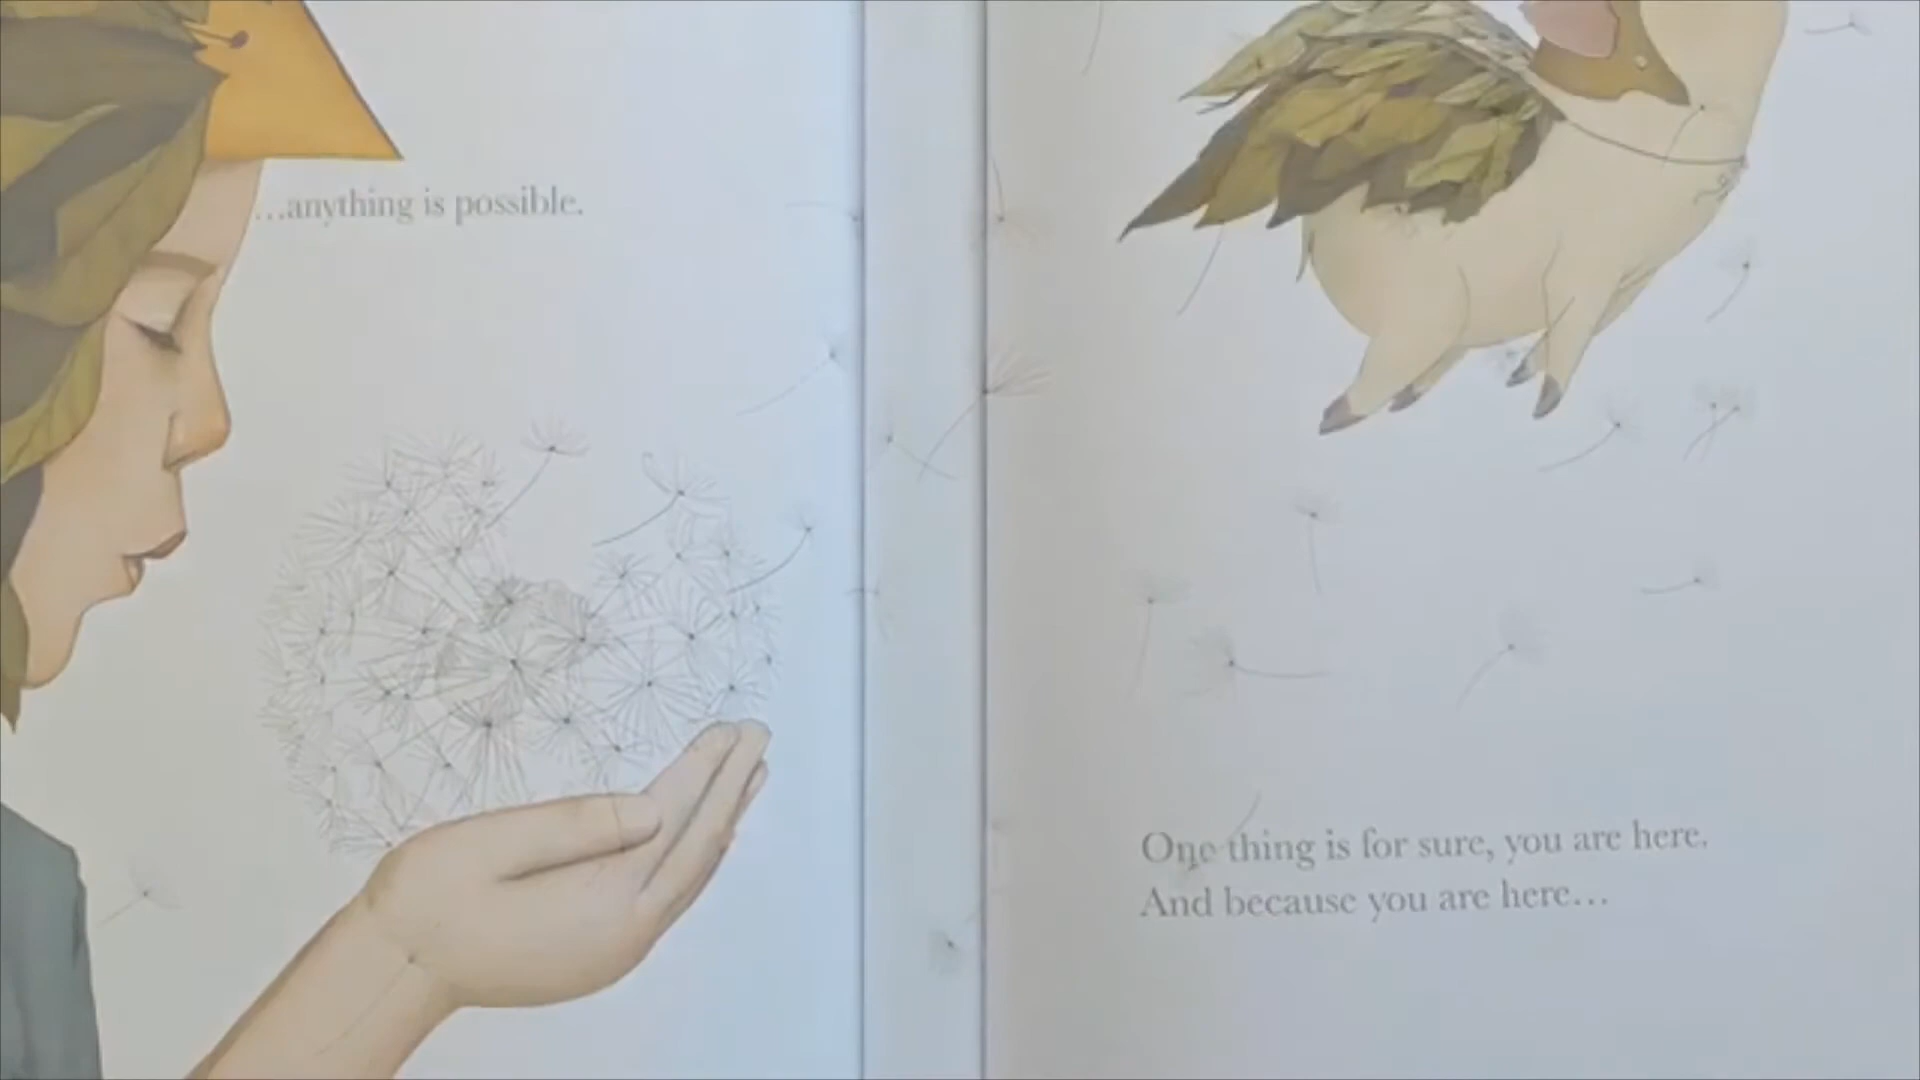 ...anything is possible.
One thing is for sure, you are here.
And because you are here...